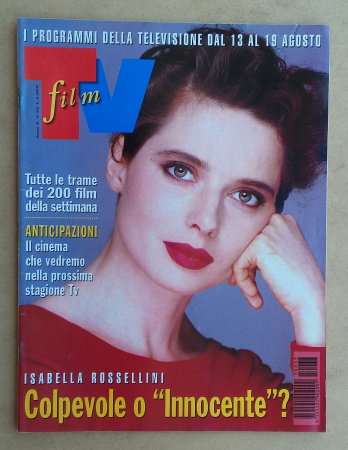 I PROGRAMMI DELLA TELEVISIONE DAL 13 AL 19 AGOSTO
TV
film
Tutte le trame
dei 200 film
della settimana
ANTICIPAZIONI
Il cinema
che vedremo
nella prossima
stagione Tv
ISABELLA ROSSELLINI
Colpevole o "Innocente"?